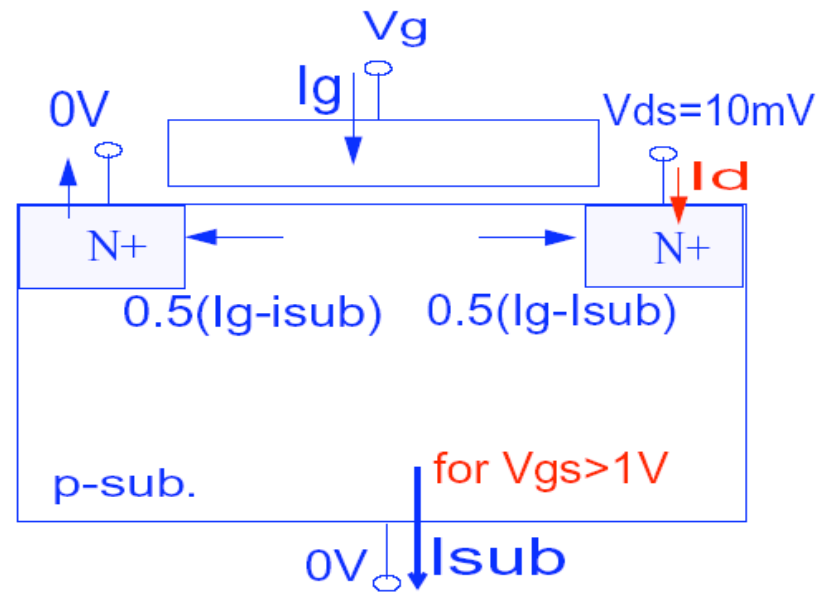 Vg
Ig
0V
Vds=10mV
Id
N+
N+
0.5(Ig-isub)
0.5(Ig-Isub)
for Vgs>1V
p-sub.
0V
Isub